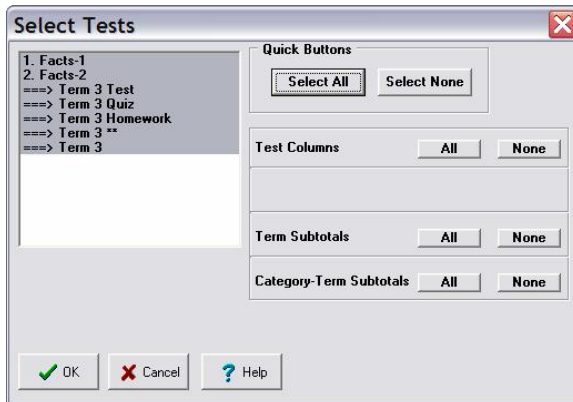 Select Tests
1. Facts-1
2. Facts-2
===> Term 3 Test
===> Term 3 Quiz
===> Term 3 Homework
===> Term 3 **
===> Term 3
Quick Buttons
Select All Select None
Test Columns All None
Term Subtotals All None
Category-Term Subtotals All None
OK Cancel ? Help